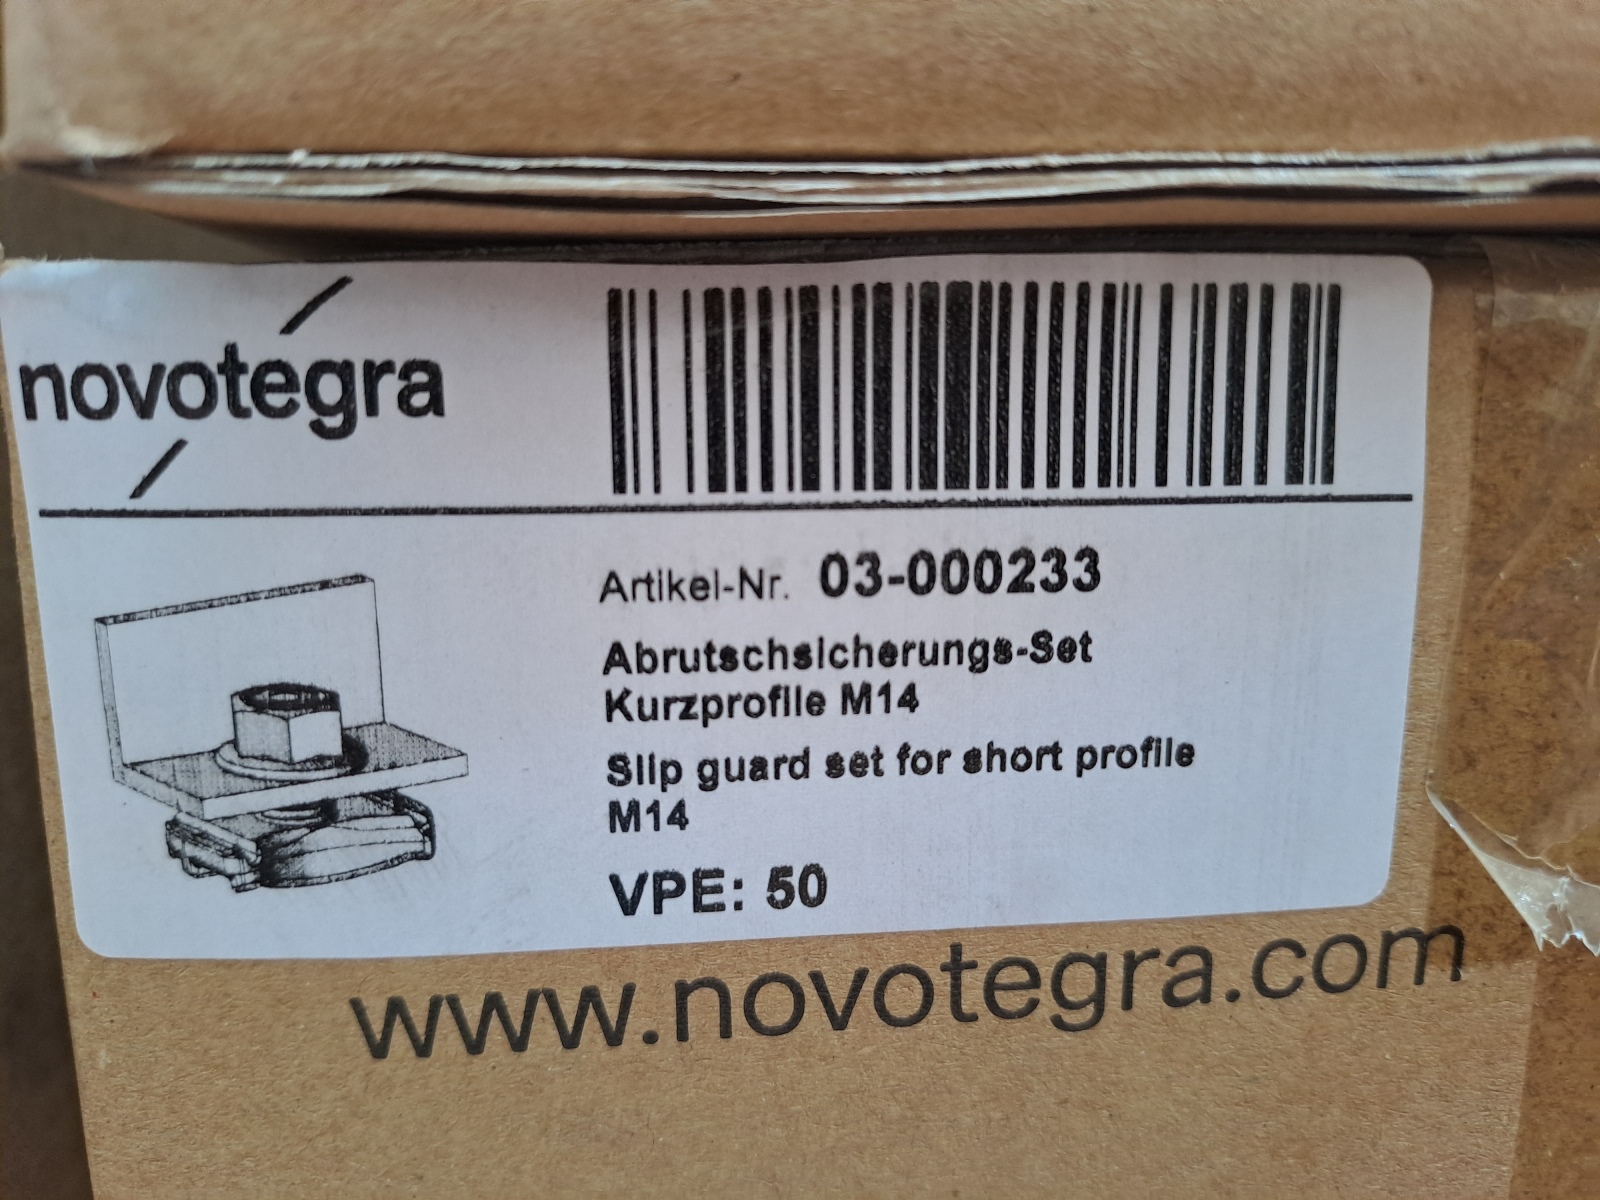 novotegra
Artikel-Nr. 03-000233
Abrutschsicherungs-Set
Kurzprofile M14
Slip guard set for short profile
M14
VPE: 50
www.novotegra.com